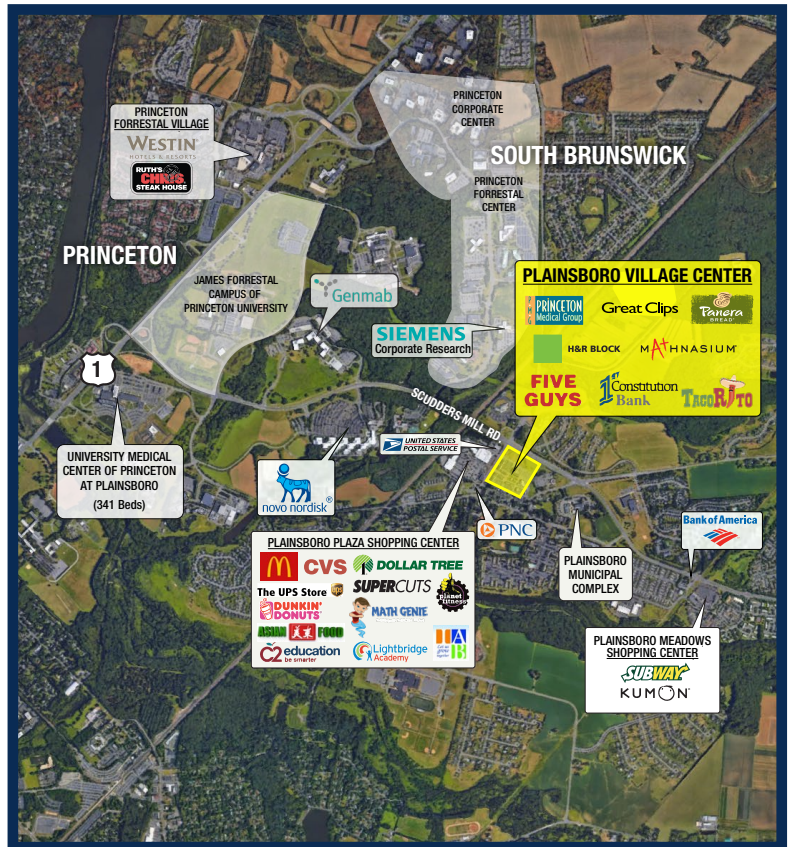 PRINCETON
FORRESTAL VILLAGE
WESTIN
HOTELS & RESORTS
RUTH'S
CHRIS
STEAK HOUSE
PRINCETON
CORPORATE
CENTER
SOUTH BRUNSWICK
PRINCETON
FORRESTAL
CENTER
PRINCETON
JAMES FORRESTAL
CAMPUS OF
PRINCETON UNIVERSITY
Genmab
SIEMENS
Corporate Research
PLAINSBORO VILLAGE CENTER
PMG PRINCETON
Medical Group
Great Clips
Panera
BREAD®
H&R BLOCK
MA+HNASIUM®
FIVE
GUYS
1ST Constitution
Bank
TACORITO
1
SCUDDERS MILL RD
UNITED STATES
POSTAL SERVICE
UNIVERSITY MEDICAL
CENTER OF PRINCETON
AT PLAINSBORO
(341 Beds)
novo nordisk®
PNC
Bank of America
PLAINSBORO PLAZA SHOPPING CENTER
M
CVS
DOLLAR TREE
The UPS Store
ups
SUPERCUTS
planet
fitness
DUNKIN'
DONUTS
MATH GENIE
ASIAN FOOD
C2 education
be smarter
Lightbridge
Academy
PLAINSBORO
MUNICIPAL
COMPLEX
PLAINSBORO MEADOWS
SHOPPING CENTER
SUBWAY
KUMON®